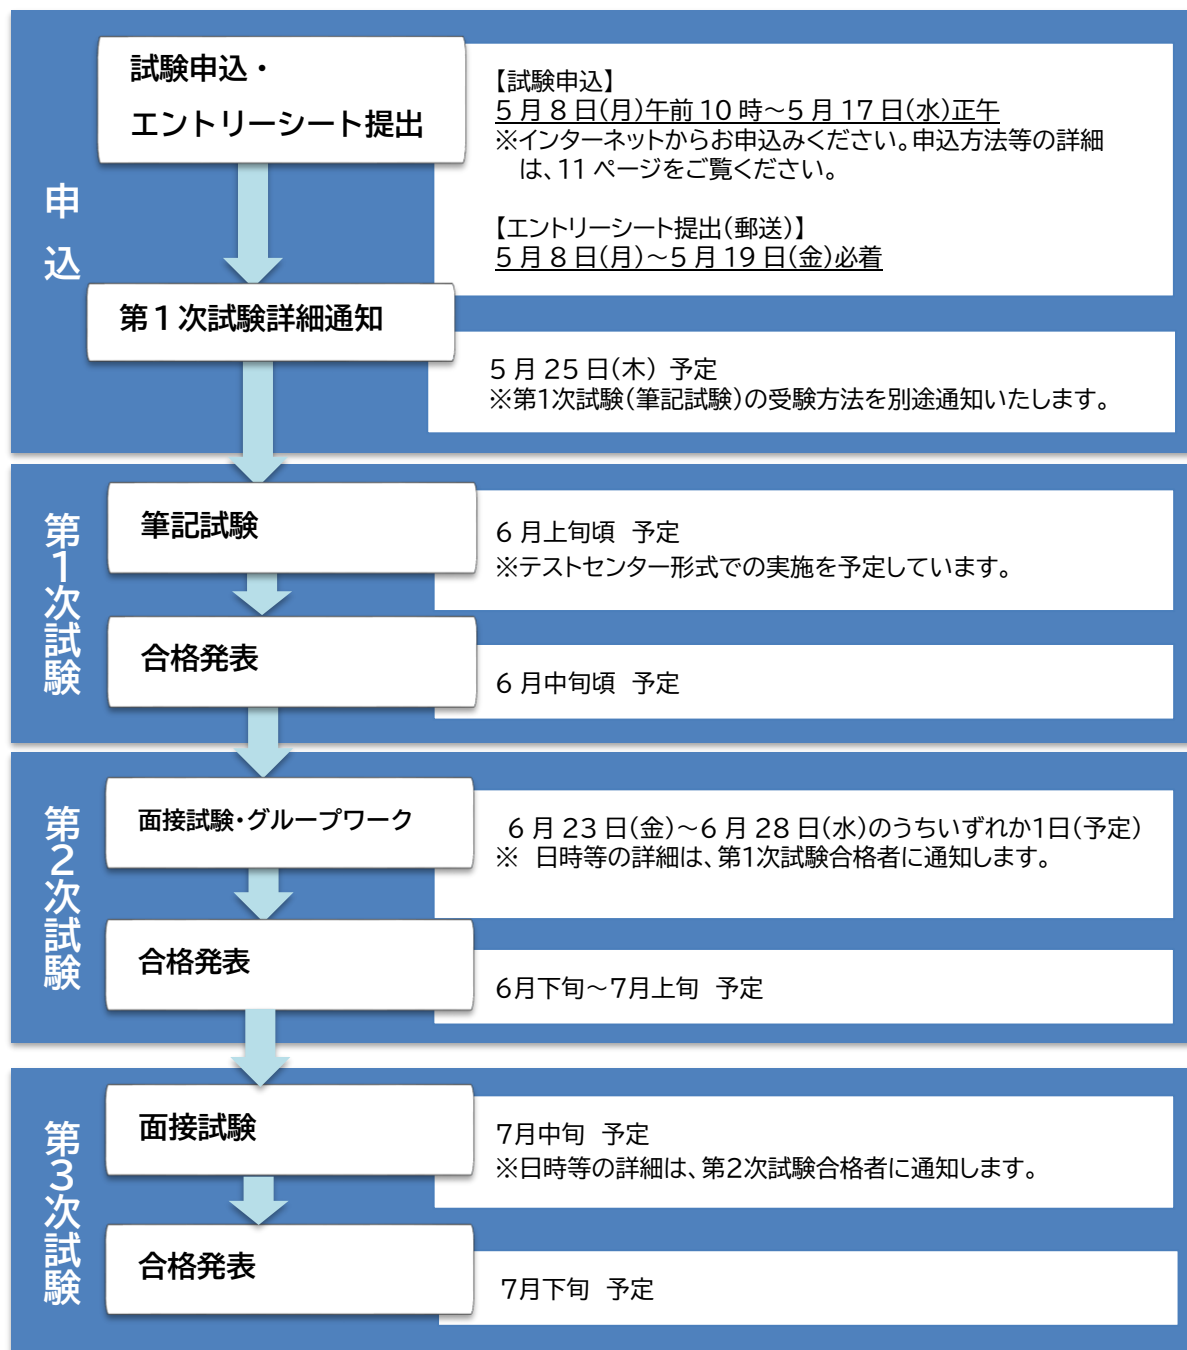 申込
試験申込・
エントリーシート提出
【試験申込】
5月8日(月)午前10時～5月17日(水)正午
※インターネットからお申込みください。申込方法等の詳細
は、11ページをご覧ください。
【エントリーシート提出(郵送)】
5月8日(月)～5月19日(金)必着
第1次試験詳細通知
5月25日(木) 予定
※第1次試験(筆記試験)の受験方法を別途通知いたします。
第1次試験
筆記試験
6月上旬頃 予定
※テストセンター形式での実施を予定しています。
合格発表
6月中旬頃 予定
第2次試験
面接試験・グループワーク
6月23日(金)～6月28日(水)のうちいずれか1日(予定)
※ 日時等の詳細は、第1次試験合格者に通知します。
合格発表
6月下旬～7月上旬 予定
第3次試験
面接試験
7月中旬 予定
※日時等の詳細は、第2次試験合格者に通知します。
合格発表
7月下旬 予定